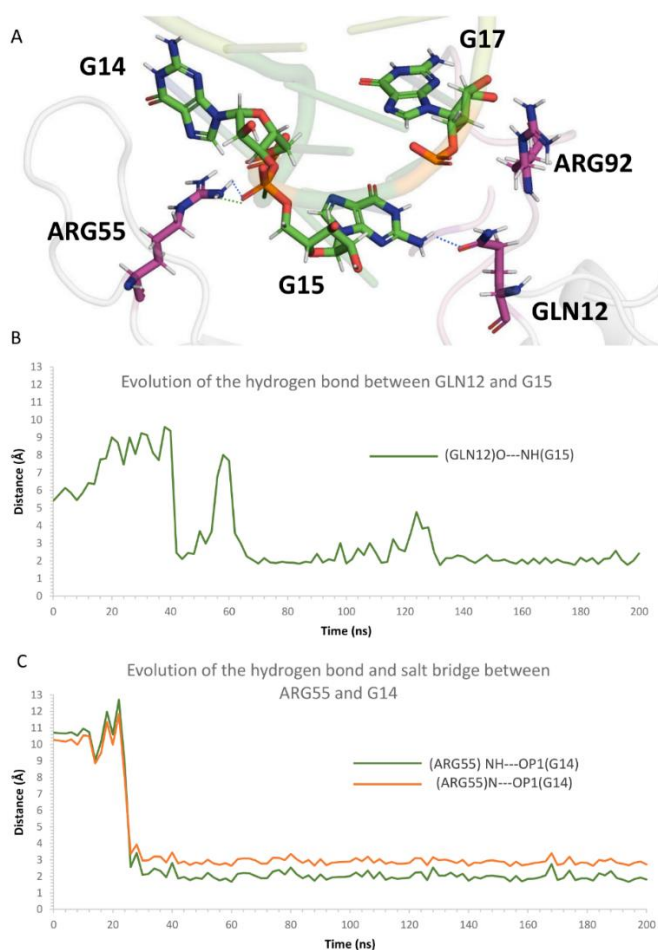 A
G14
G17
ARG92
ARG55
G15
GLN12
B
Evolution of the hydrogen bond between GLN12 and G15
(GLN12)O---NH(G15)
Distance (Å)
13
12
11
10
9
8
7
6
5
4
3
2
1
0
0 20 40 60 80 100 120 140 160 180 200
Time (ns)
C
Evolution of the hydrogen bond and salt bridge between
ARG55 and G14
(ARG55) NH---OP1(G14)
(ARG55)N---OP1(G14)
Distance (Å)
13
12
11
10
9
8
7
6
5
4
3
2
1
0
0 20 40 60 80 100 120 140 160 180 200
Time (ns)